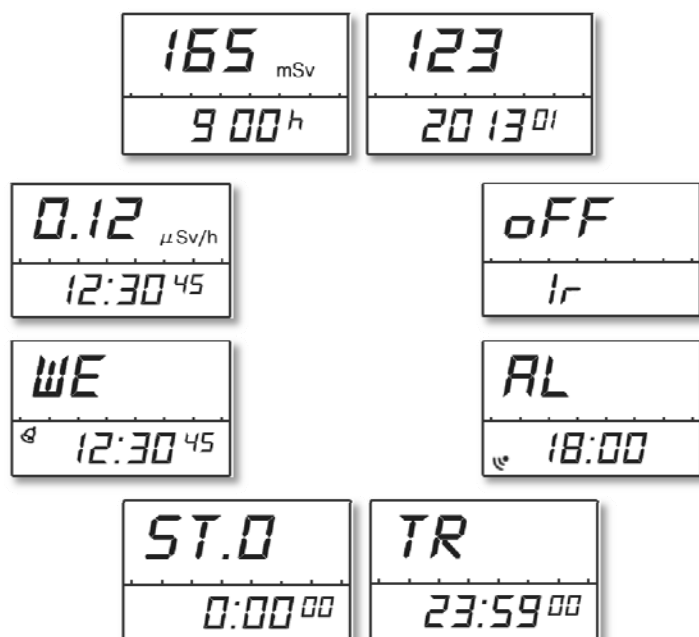 165 mSv
9 00 h
123
2013 01
0.12 μSv/h
12:30 45
oFF
Ir
WE
12:30 45
AL
18:00
ST.0
0:00 00
TR
23:59 00